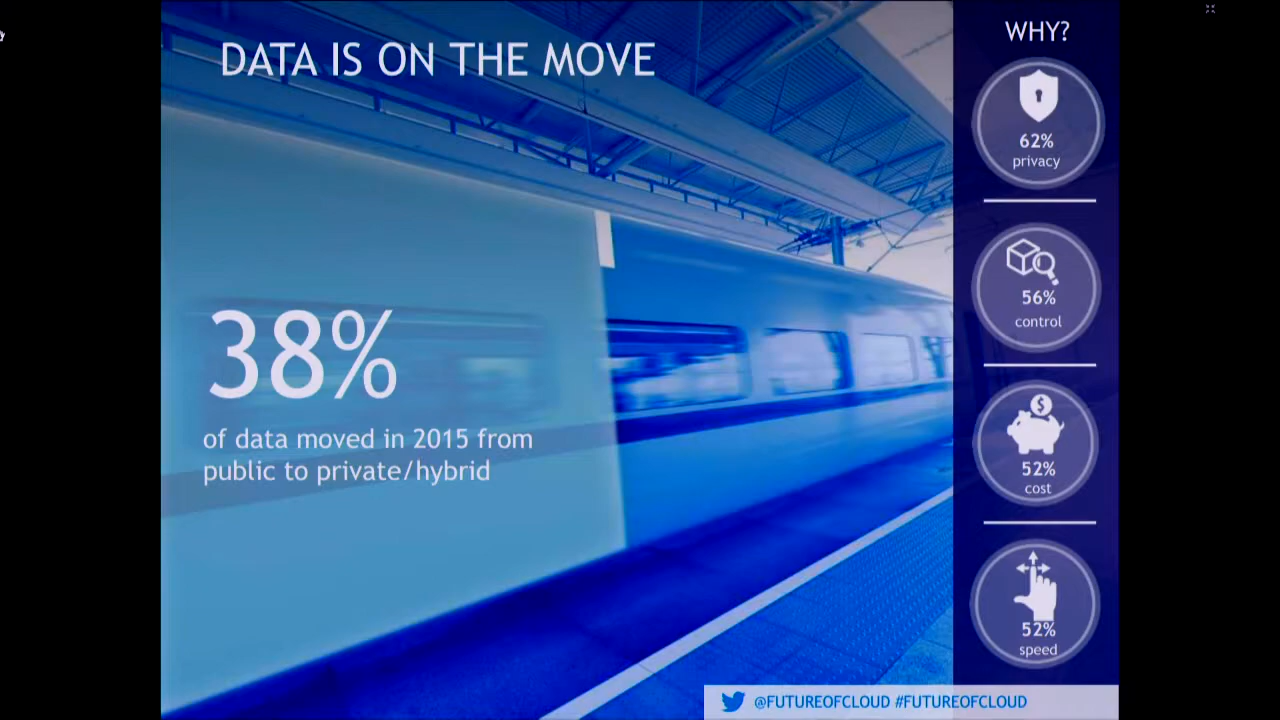 DATA IS ON THE MOVE
38%
of data moved in 2015 from
public to private/hybrid
WHY?
62%
privacy
56%
control
$
52%
cost
52%
speed
@FUTUREOFCLOUD #FUTUREOFCLOUD